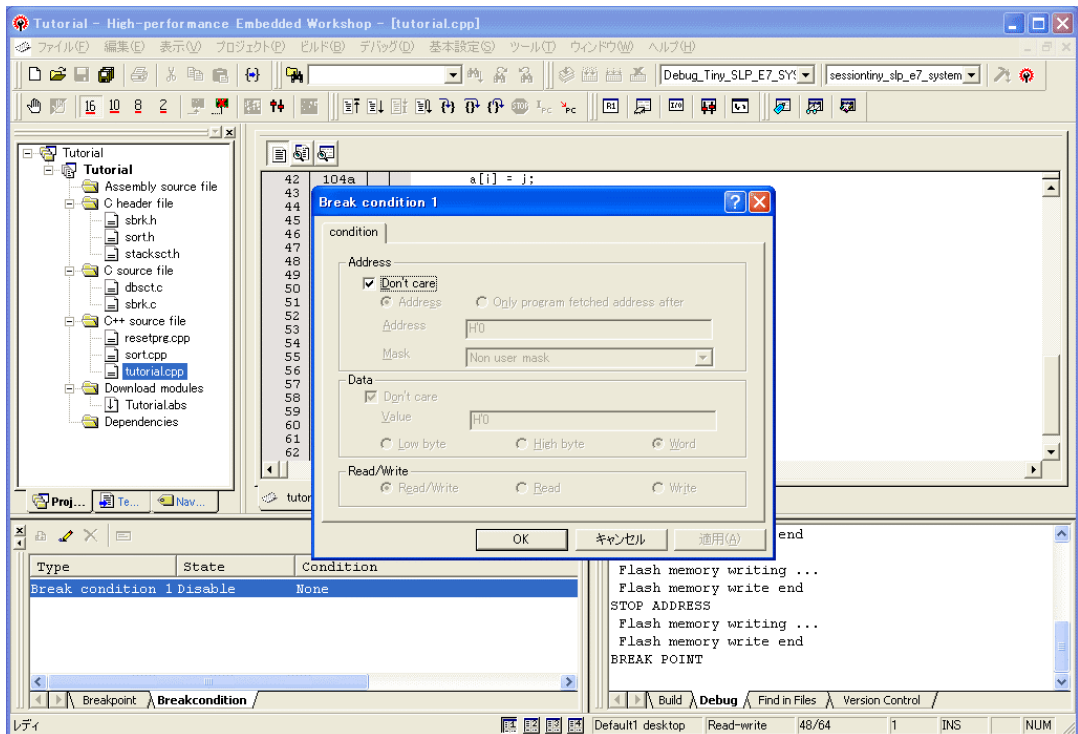 Tutorial - High-performance Embedded Workshop - [tutorial.cpp]
ファイル(F) 編集(E) 表示(V) プロジェクト(P) ビルド(B) デバッグ(D) 基本設定(S) ツール(T) ウィンドウ(W) ヘルプ(H)
Debug_Tiny_SLP_E7_SYS sessiontiny_slp_e7_system
16 10 8 2
Tutorial
Tutorial
Assembly source file
C header file
sbrk.h
sort.h
stacksct.h
C source file
dbsct.c
sbrk.c
C++ source file
resetprg.cpp
sort.cpp
tutorial.cpp
Download modules
Tutorial.abs
Dependencies
Proj... Te... Nav...
42 104a a[i] = j;
43
44
45
46
47
48
49
50
51
52
53
54
55
56
57
58
59
60
61
62
tutor
Break condition 1
condition
Address
Don't care
Address Only program fetched address after
Address H'0
Mask Non user mask
Data
Don't care
Value H'0
Low byte High byte Word
Read/Write
Read/Write Read Write
OK キャンセル 適用(A)
Type State Condition
Break condition 1 Disable None
Breakpoint Breakcondition
end
Flash memory writing ...
Flash memory write end
STOP ADDRESS
Flash memory writing ...
Flash memory write end
BREAK POINT
Build Debug Find in Files Version Control
レディ Default1 desktop Read-write 48/64 1 INS NUM